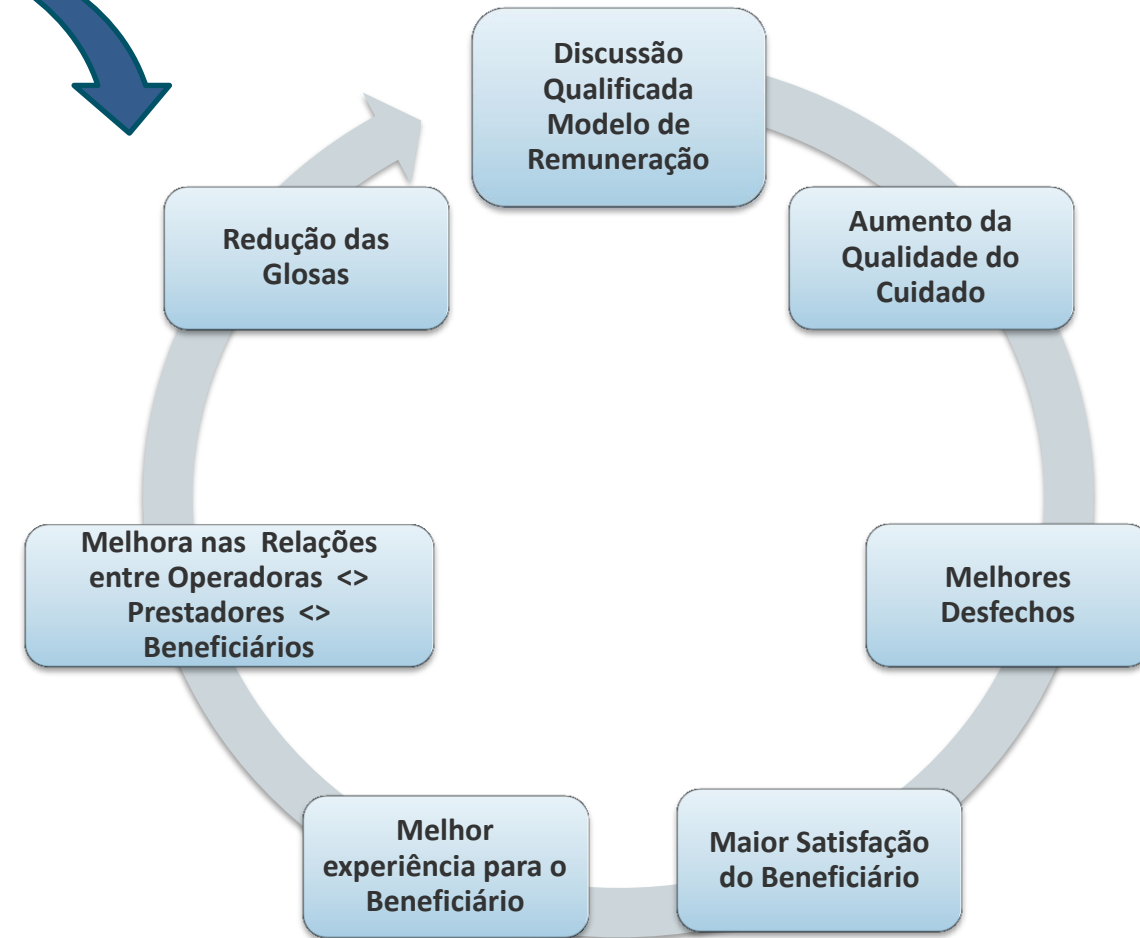 Discussão
Qualificada
Modelo de
Remuneração
Aumento da
Qualidade do
Cuidado
Melhores
Desfechos
Maior Satisfação
do Beneficiário
Melhor
experiência para o
Beneficiário
Melhora nas  Relações
entre Operadoras  <>
Prestadores  <>
Beneficiários
Redução das
Glosas